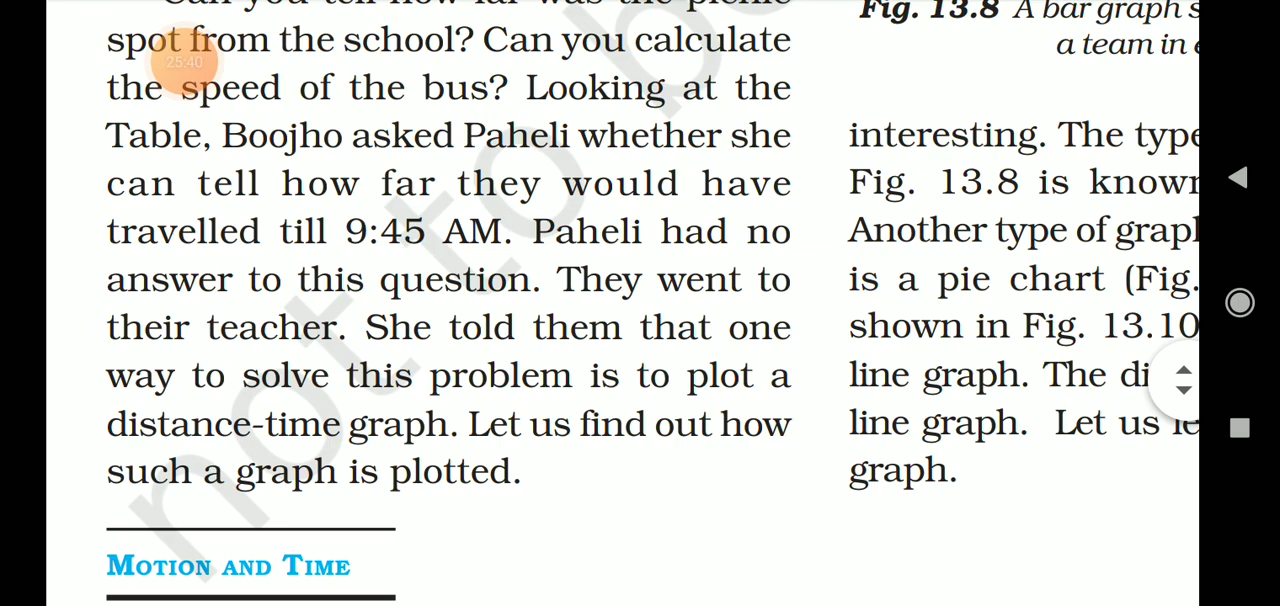 spot from the school? Can you calculate
the speed of the bus? Looking at the
Table, Boojho asked Paheli whether she
can tell how far they would have
travelled till 9:45 AM. Paheli had no
answer to this question. They went to
their teacher. She told them that one
way to solve this problem is to plot a
distance-time graph. Let us find out how
such a graph is plotted.
MOTION AND TIME
Fig. 13.8 A bar graph
a team in
interesting. The
Fig. 13.8 is
Another type of
is a pie chart (Fig.
shown in Fig. 13.10
line graph. The
line graph. Let us
graph.
25:40
not to be